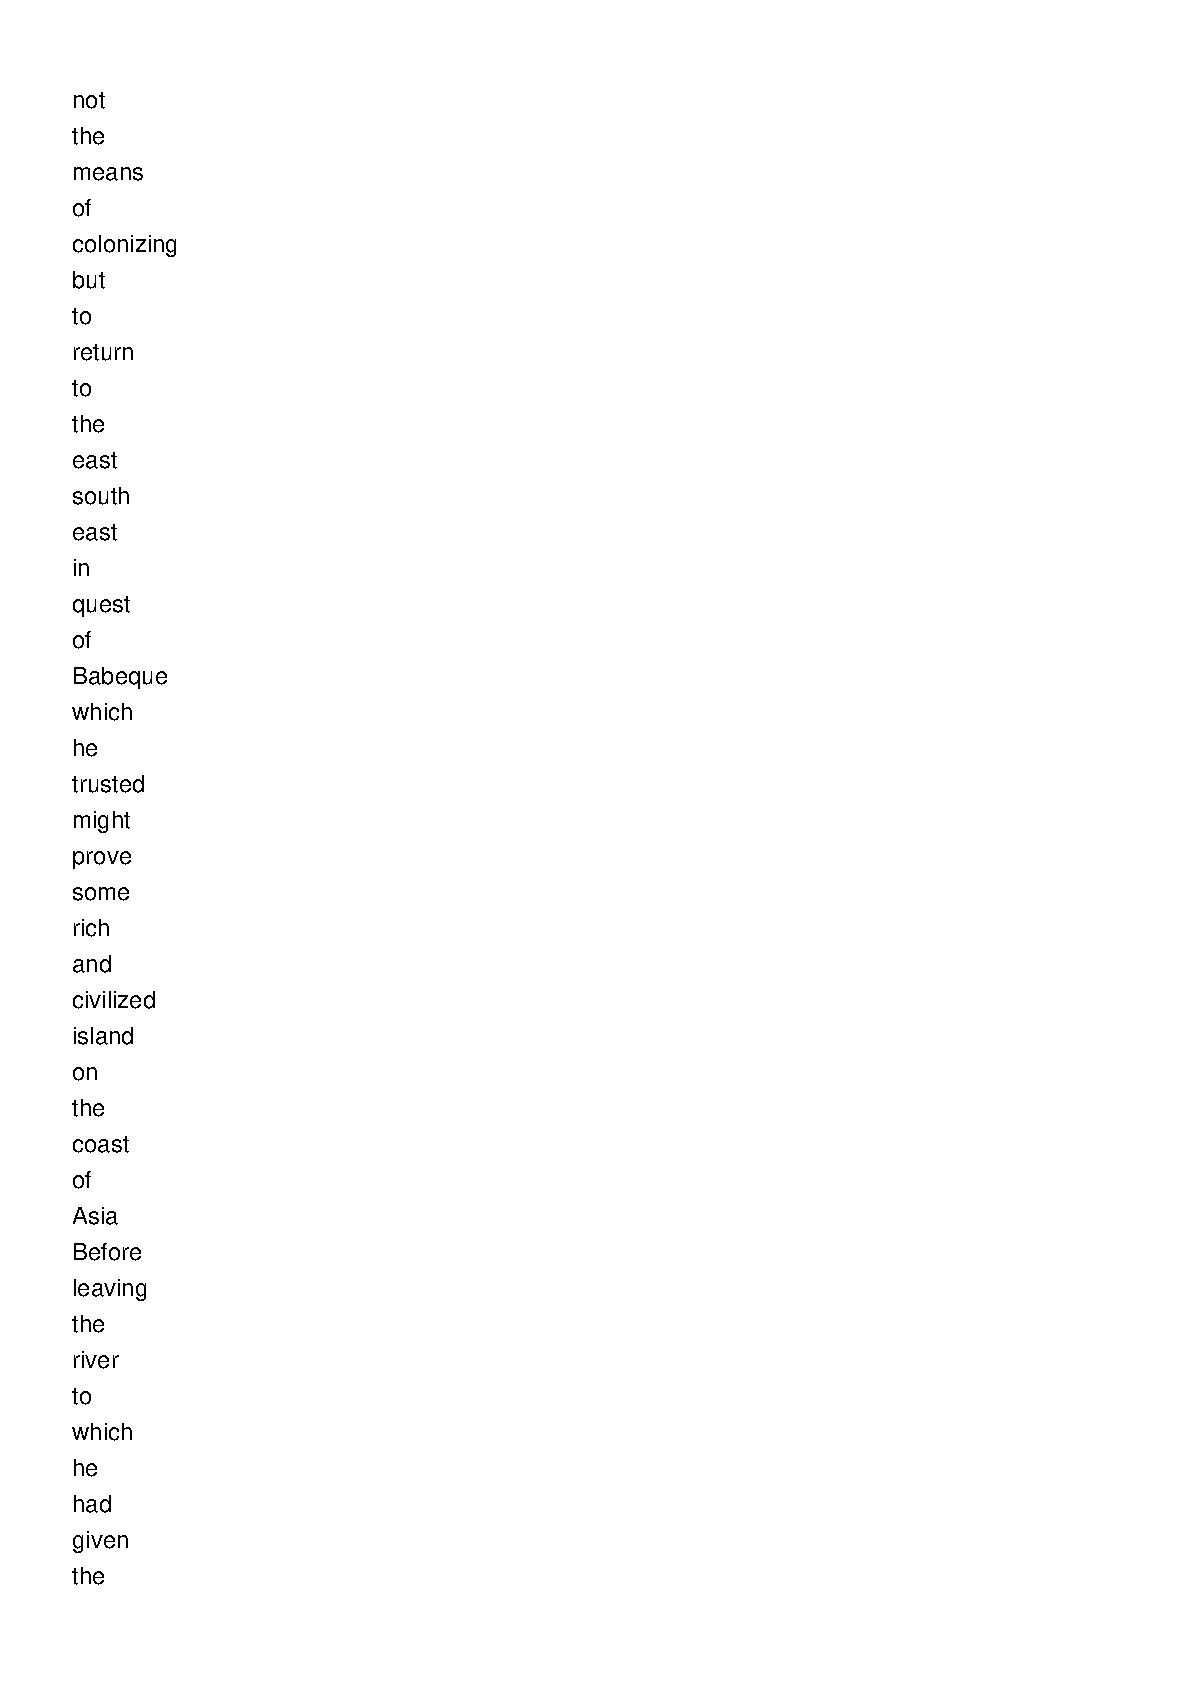 not
the
means
of
colonizing
but
to
return
to
the
east
south
east
in
quest
of
Babeque
which
he
trusted
might
prove
some
rich
and
civilized
island
on
the
coast
of
Asia
Before
leaving
the
river
to
which
he
had
given
the